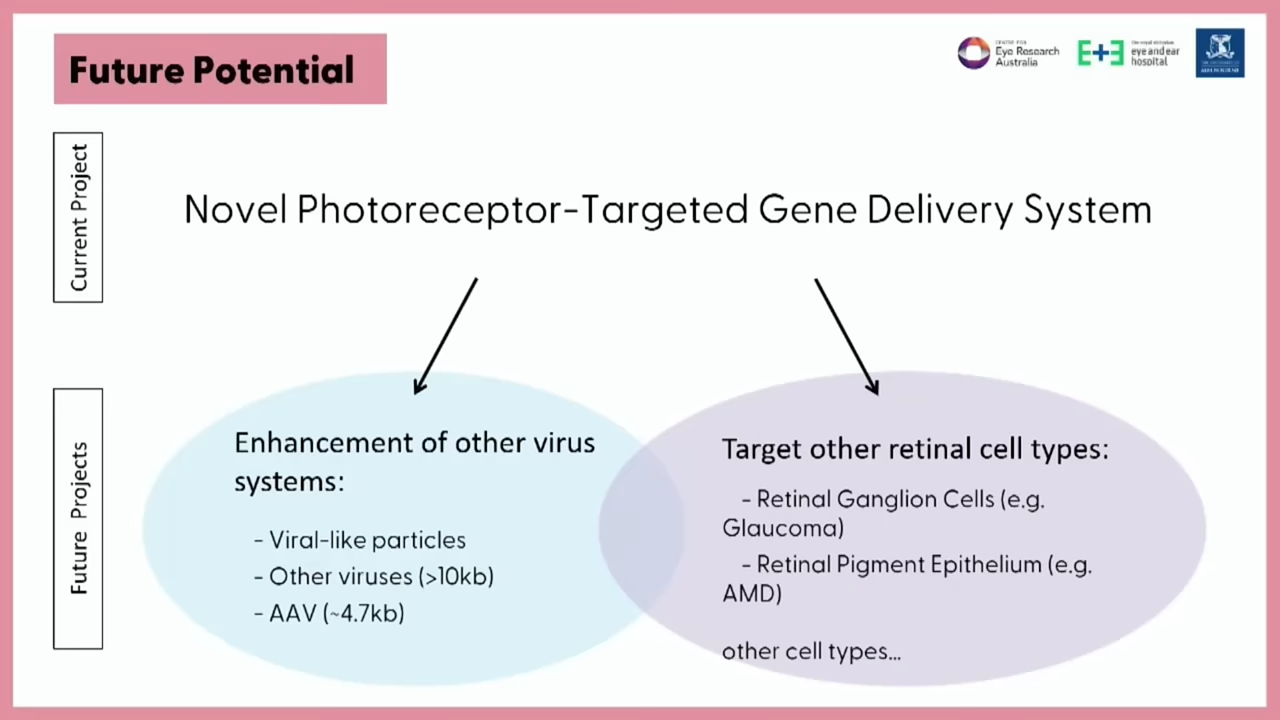 Future Potential
CENTRE FOR
Eye Research
Australia
E+E
eye and ear
hospital
Current Project
Novel Photoreceptor-Targeted Gene Delivery System
Future Projects
Enhancement of other virus
systems:
- Viral-like particles
- Other viruses (>10kb)
- AAV (~4.7kb)
Target other retinal cell types:
- Retinal Ganglion Cells (e.g.
Glaucoma)
- Retinal Pigment Epithelium (e.g.
AMD)
other cell types...